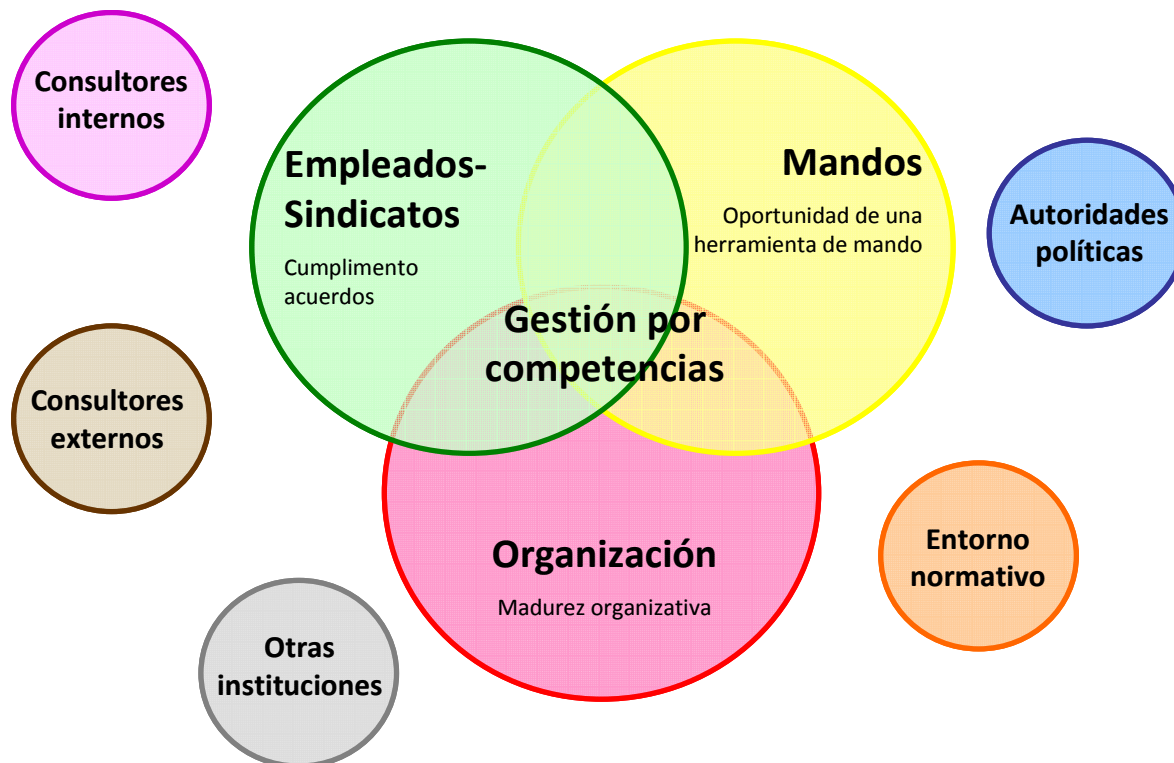 Consultores
internos
Empleados-
Sindicatos
Cumplimento
acuerdos
Mandos
Oportunidad de una
herramienta de mando
Autoridades
políticas
Gestión por
competencias
Consultores
externos
Organización
Madurez organizativa
Entorno
normativo
Otras
instituciones